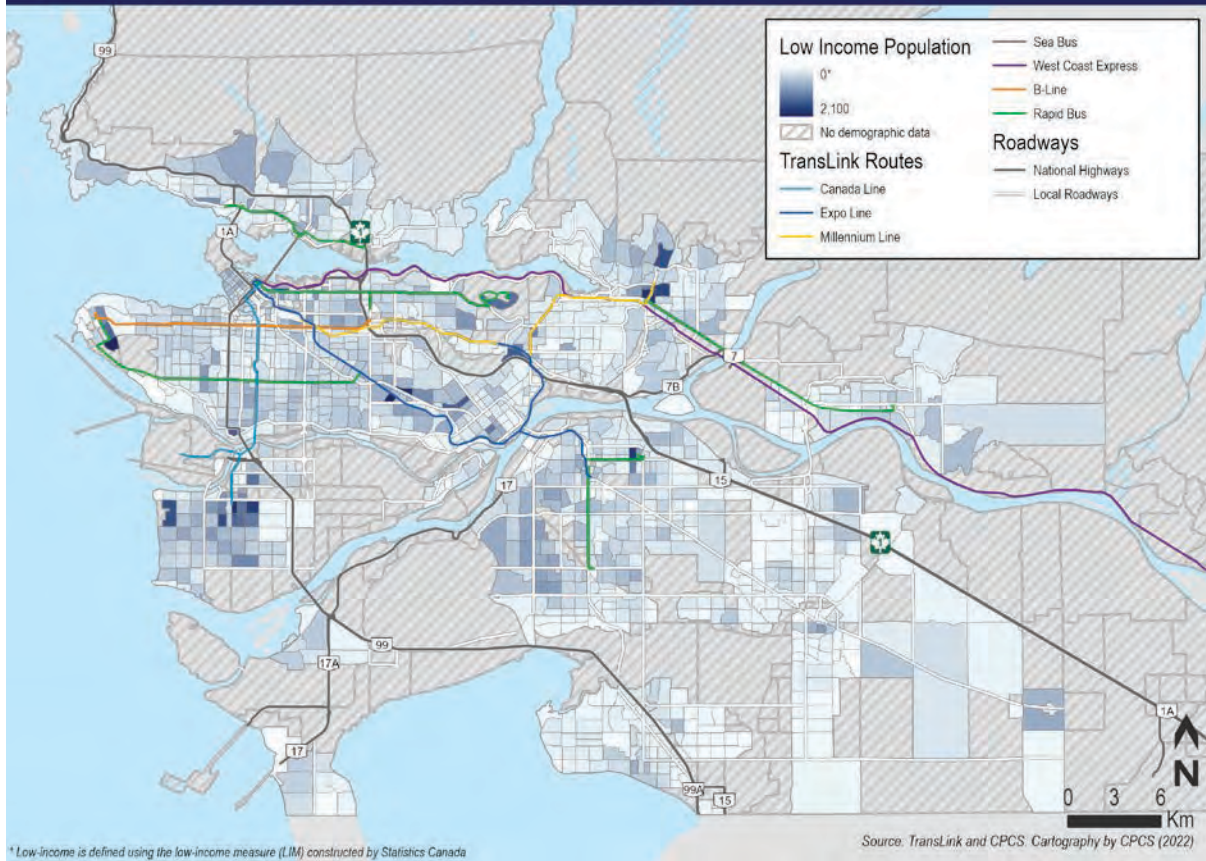 Low Income Population
0*
2,100
No demographic data
TransLink Routes
Canada Line
Expo Line
Millennium Line
Sea Bus
West Coast Express
B-Line
Rapid Bus
Roadways
National Highways
Local Roadways
99
1A
1
7
7B
17
15
1
99
17A
17
1A
99A
15
N
0 3 6
Km
* Low-income is defined using the low-income measure (LIM) constructed by Statistics Canada
Source: TransLink and CPCS. Cartography by CPCS (2022)